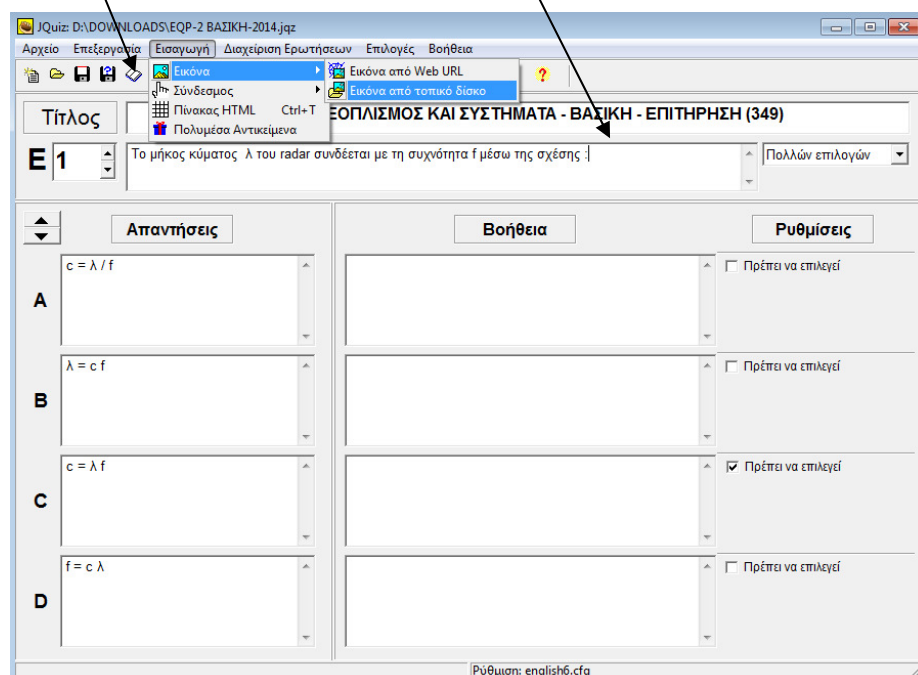 JQuiz: D:\DOWNLOADS\EQP-2 ΒΑΣΙΚΗ-2014.jqz
Αρχείο Επεξεργασία Εισαγωγή Διαχείριση Ερωτήσεων Επιλογές Βοήθεια
Εικόνα
Εικόνα από Web URL
Σύνδεσμος
Εικόνα από τοπικό δίσκο
Πίνακας HTML Ctrl+T
Πολυμέσα Αντικείμενα
Τίτλος
ΕΟΠΛΙΣΜΟΣ ΚΑΙ ΣΥΣΤΗΜΑΤΑ - ΒΑΣΙΚΗ - ΕΠΙΤΗΡΗΣΗ (349)
Ε 1
Το μήκος κύματος λ του radar συνδέεται με τη συχνότητα f μέσω της σχέσης :
Πολλών επιλογών
Απαντήσεις
Βοήθεια
Ρυθμίσεις
A
c = λ / f
Πρέπει να επιλεγεί
B
λ = c f
Πρέπει να επιλεγεί
C
c = λ f
Πρέπει να επιλεγεί
D
f = c λ
Πρέπει να επιλεγεί
Ρύθμιση: english6.cfg